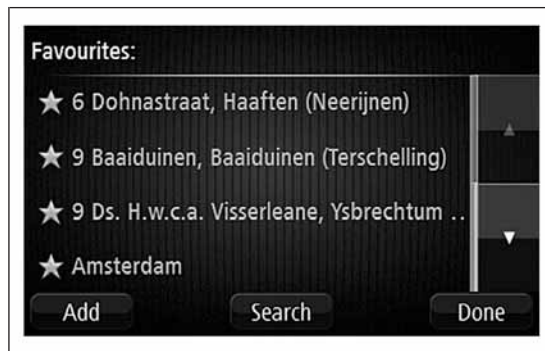 Favourites:
6 Dohnastraat, Haaften (Neerijnen)
9 Baaiduinen, Baaiduinen (Terschelling)
9 Ds. H.w.c.a. Visserleane, Ysbrechtum ..
Amsterdam
Add Search Done